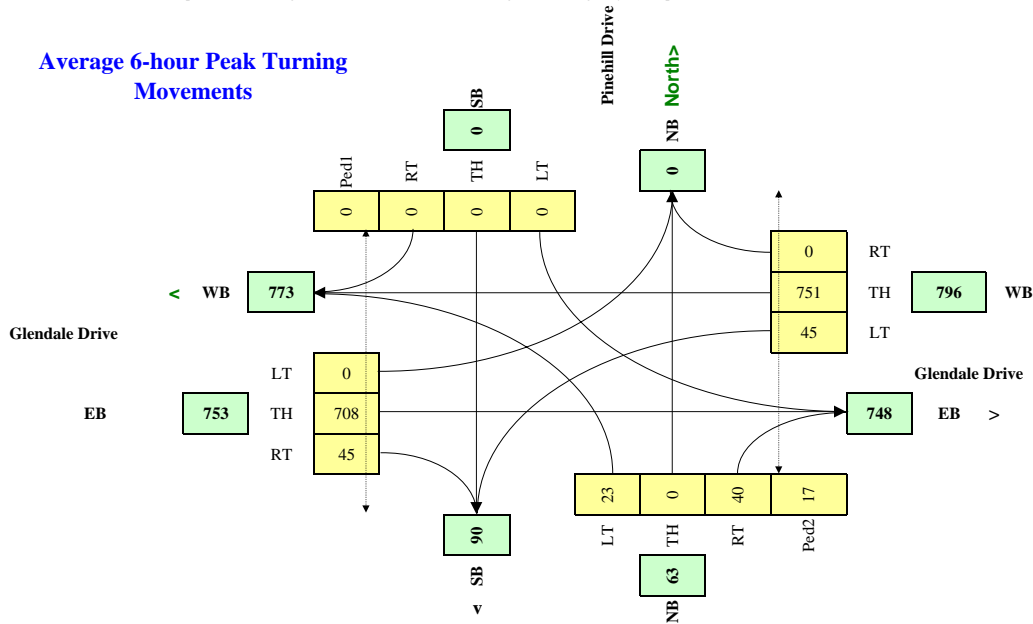 Average 6-hour Peak Turning
Movements
Pinehill Drive
North>
SB
0
NB
0
Ped1
RT
TH
LT
0
0
0
0
0
RT
< WB
773
751
TH
796
WB
45
LT
Glendale Drive
LT
0
Glendale Drive
EB
753
TH
708
748
EB >
RT
45
23
0
40
17
90
LT
TH
RT
Ped2
SB
63
v
NB